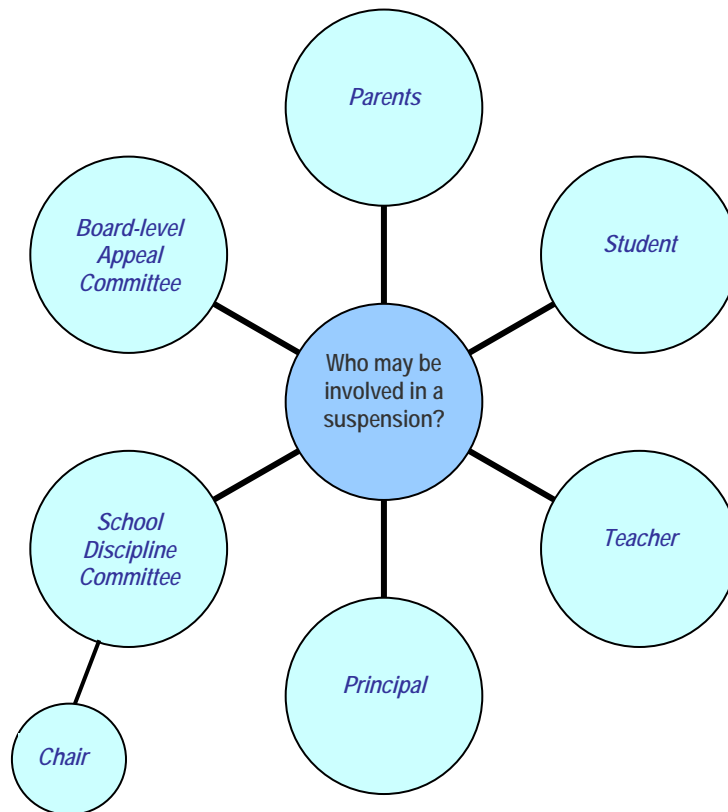 Parents
Board-level
Appeal
Committee
Student
Who may be
involved in a
suspension?
School
Discipline
Committee
Teacher
Principal
Chair